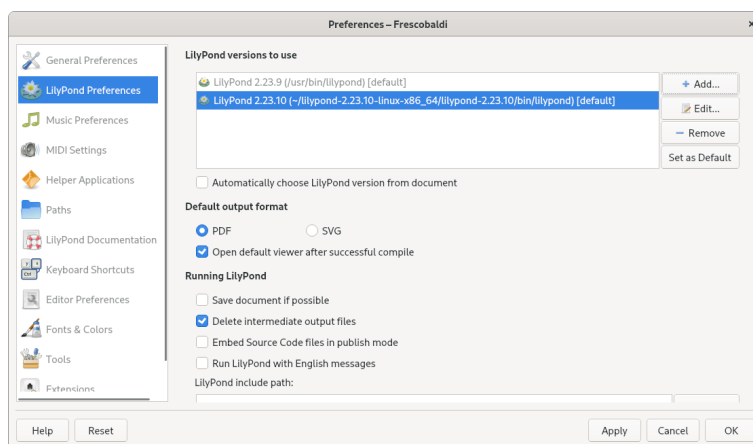 Preferences – Frescobaldi
General Preferences
LilyPond Preferences
Music Preferences
MIDI Settings
Helper Applications
Paths
LilyPond Documentation
Keyboard Shortcuts
Editor Preferences
Fonts & Colors
Tools
Extensions
LilyPond versions to use
LilyPond 2.23.9 (/usr/bin/lilypond) [default]
LilyPond 2.23.10 (~/lilypond-2.23.10-linux-x86_64/lilypond-2.23.10/bin/lilypond) [default]
Add...
Edit...
Remove
Set as Default
Automatically choose LilyPond version from document
Default output format
PDF SVG
Open default viewer after successful compile
Running LilyPond
Save document if possible
Delete intermediate output files
Embed Source Code files in publish mode
Run LilyPond with English messages
LilyPond include path:
Help Reset Apply Cancel OK